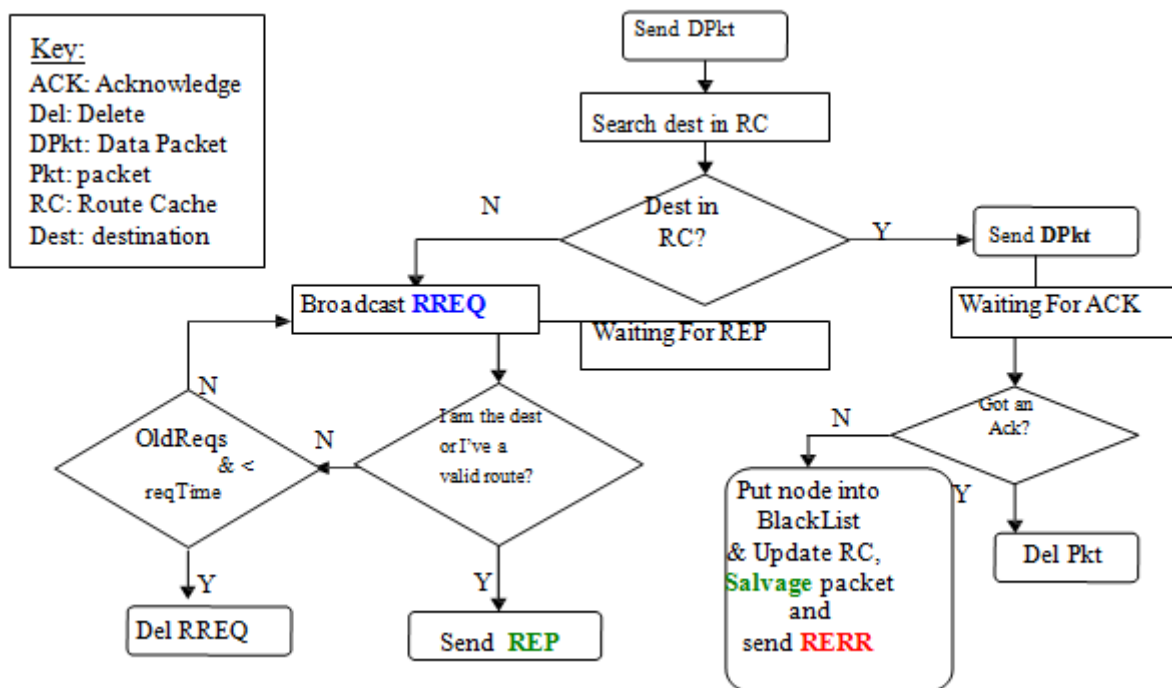 Key:
ACK: Acknowledge
Del: Delete
DPkt: Data Packet
Pkt: packet
RC: Route Cache
Dest: destination
Send DPkt
Search dest in RC
Dest in
RC?
N
Y
Send DPkt
Broadcast RREQ
Waiting For REP
Waiting For ACK
N
OldReqs
& <
reqTime
N
I am the dest
or I've a
valid route?
Got an
Ack?
N
Y
Put node into
BlackList
& Update RC,
Salvage packet
and
send RERR
Del Pkt
Y
Del RREQ
Y
Send REP